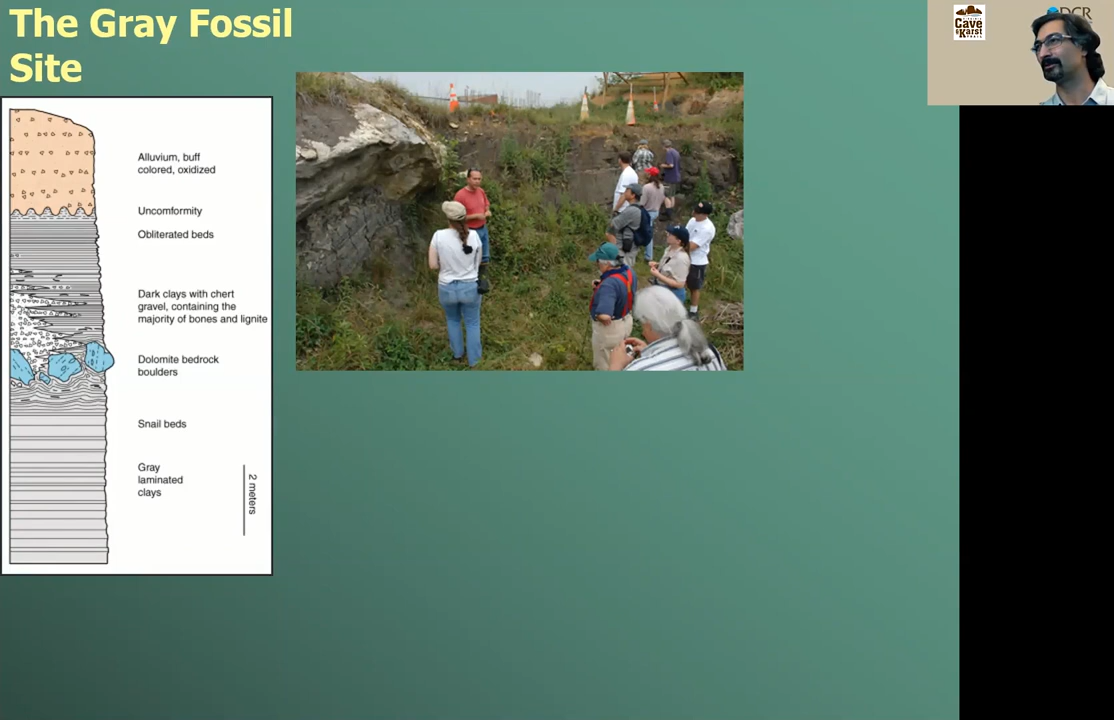 The Gray Fossil
Site
Alluvium, buff
colored, oxidized
Uncomformity
Obliterated beds
Dark clays with chert
gravel, containing the
majority of bones and lignite
Dolomite bedrock
boulders
Snail beds
Gray
laminated
clays
2 meters
Cave
& Karst
DCR